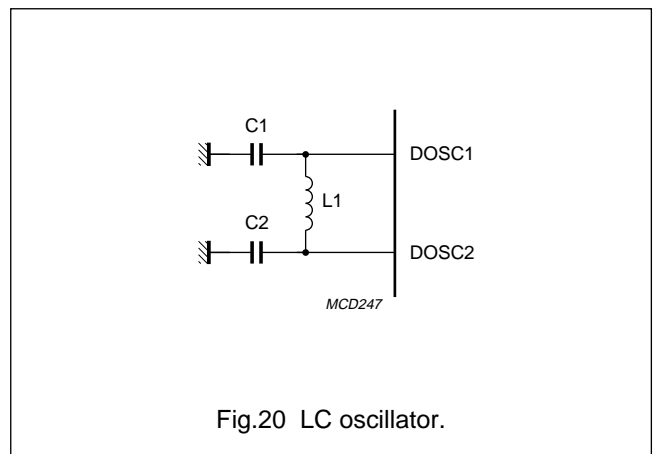 C1
DOSC1
L1
C2
DOSC2
MCD247
Fig.20 LC oscillator.